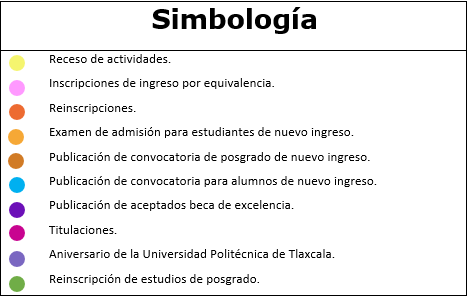 Simbología
Receso de actividades.
Inscripciones de ingreso por equivalencia.
Reinscripciones.
Examen de admisión para estudiantes de nuevo ingreso.
Publicación de convocatoria de posgrado de nuevo ingreso.
Publicación de convocatoria para alumnos de nuevo ingreso.
Publicación de aceptados beca de excelencia.
Titulaciones.
Aniversario de la Universidad Politécnica de Tlaxcala.
Reinscripción de estudios de posgrado.